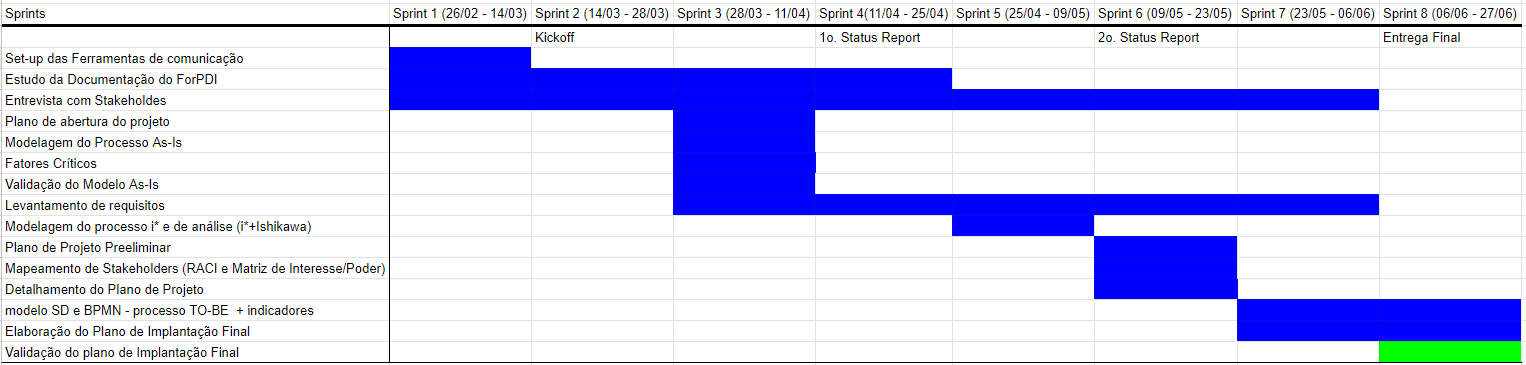 Sprints Sprint 1 (26/02 - 14/03) Sprint 2 (14/03 - 28/03) Sprint 3 (28/03 - 11/04) Sprint 4(11/04 - 25/04) Sprint 5 (25/04 - 09/05) Sprint 6 (09/05 - 23/05) Sprint 7 (23/05 - 06/06) Sprint 8 (06/06 - 27/06)
Kickoff 1o. Status Report 2o. Status Report Entrega Final
Set-up das Ferramentas de comunicação
Estudo da Documentação do ForPDI
Entrevista com Stakeholdes
Plano de abertura do projeto
Modelagem do Processo As-Is
Fatores Críticos
Validação do Modelo As-Is
Levantamento de requisitos
Modelagem do processo i* e de análise (i*+Ishikawa)
Plano de Projeto Preeliminar
Mapeamento de Stakeholders (RACI e Matriz de Interesse/Poder)
Detalhamento do Plano de Projeto
modelo SD e BPMN - processo TO-BE + indicadores
Elaboração do Plano de Implantação Final
Validação do plano de Implantação Final